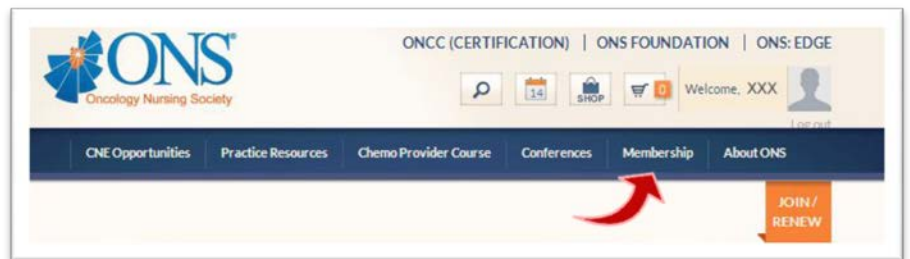 ONCC (CERTIFICATION) | ONS FOUNDATION | ONS: EDGE
ONS
Oncology Nursing Society
14
SHOP
0
Welcome, XXX
Log out
CNE Opportunities Practice Resources Chemo Provider Course Conferences Membership About ONS
JOIN /
RENEW